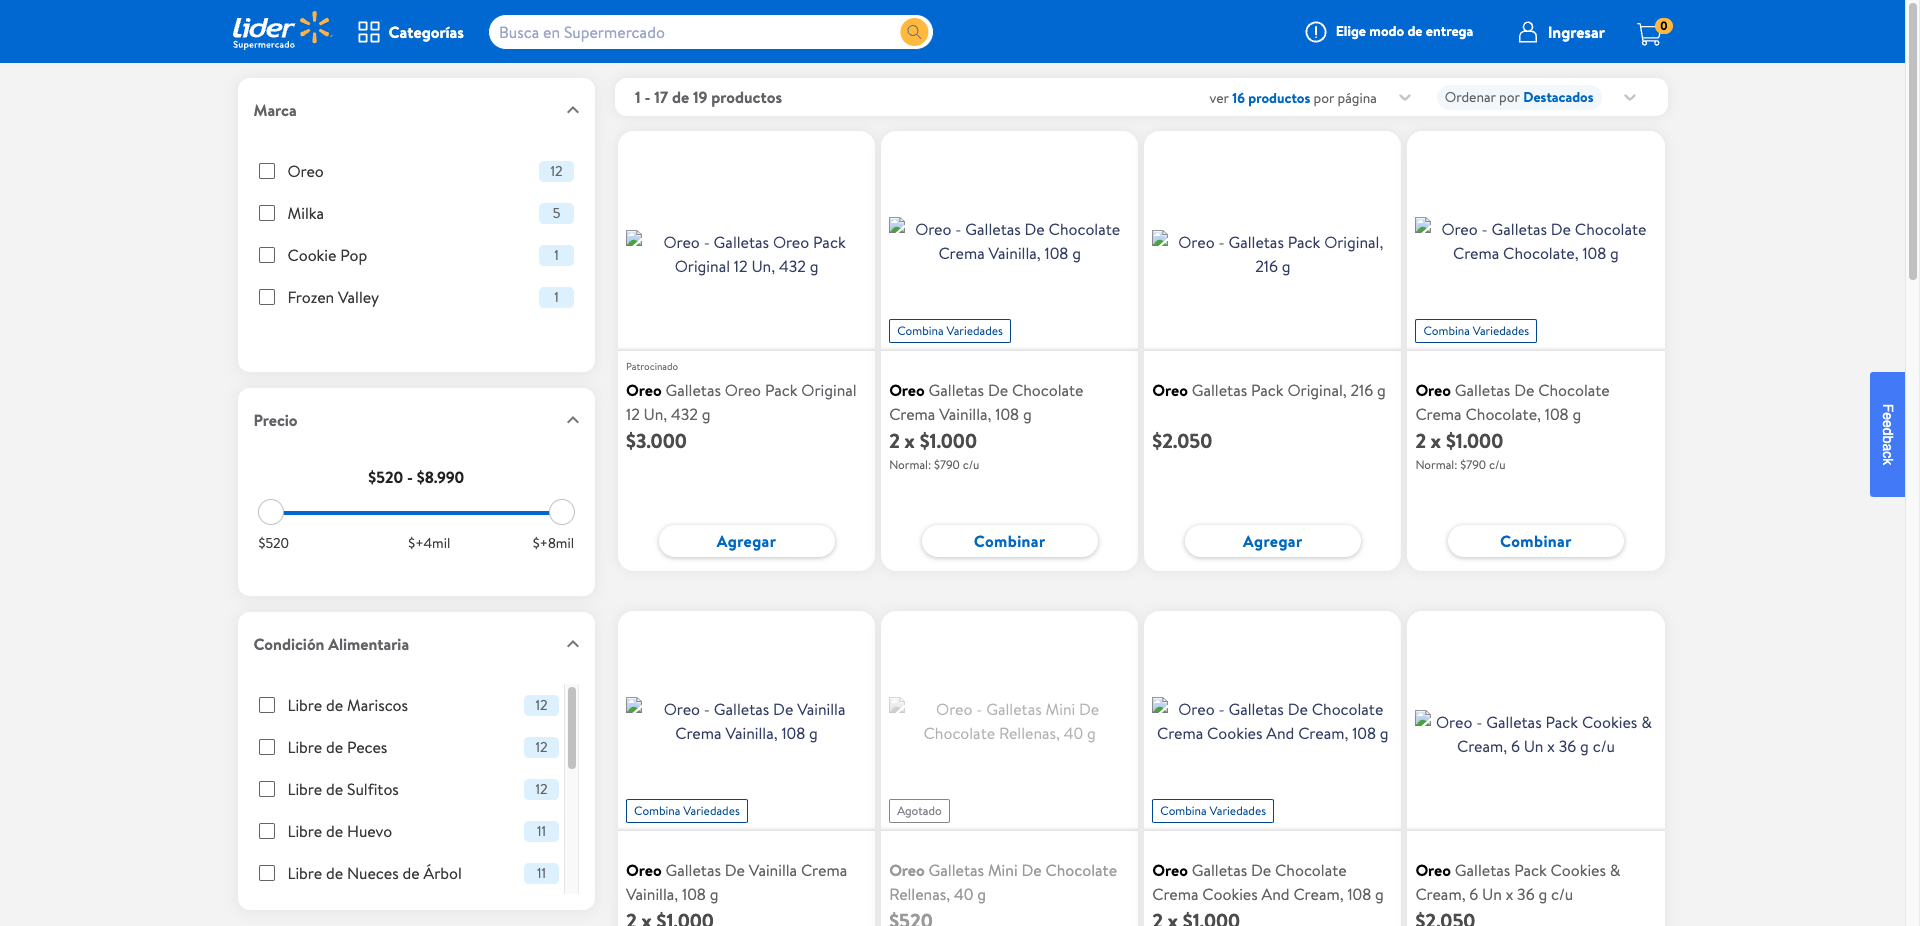 Lider
Supermercado
Categorías
Busca en Supermercado
Elige modo de entrega
Ingresar
0
Marca
Oreo 12
Milka 5
Cookie Pop 1
Frozen Valley 1
Precio
$520 - $8.990
$520 $+4mil $+8mil
Condición Alimentaria
Libre de Mariscos 12
Libre de Peces 12
Libre de Sulfitos 12
Libre de Huevo 11
Libre de Nueces de Árbol 11
1 - 17 de 19 productos
ver 16 productos por página
Ordenar por Destacados
Oreo - Galletas Oreo Pack
Original 12 Un, 432 g
Patrocinado
Oreo Galletas Oreo Pack Original
12 Un, 432 g
$3.000
Agregar
Oreo - Galletas De Chocolate
Crema Vainilla, 108 g
Combina Variedades
Oreo Galletas De Chocolate
Crema Vainilla, 108 g
2 x $1.000
Normal: $790 c/u
Combinar
Oreo - Galletas Pack Original,
216 g
Oreo Galletas Pack Original, 216 g
$2.050
Agregar
Oreo - Galletas De Chocolate
Crema Chocolate, 108 g
Combina Variedades
Oreo Galletas De Chocolate
Crema Chocolate, 108 g
2 x $1.000
Normal: $790 c/u
Combinar
Oreo - Galletas De Vainilla
Crema Vainilla, 108 g
Combina Variedades
Oreo Galletas De Vainilla Crema
Vainilla, 108 g
2 x $1.000
Oreo - Galletas Mini De
Chocolate Rellenas, 40 g
Agotado
Oreo Galletas Mini De Chocolate
Rellenas, 40 g
$520
Oreo - Galletas De Chocolate
Crema Cookies And Cream, 108 g
Combina Variedades
Oreo Galletas De Chocolate
Crema Cookies And Cream, 108 g
2 x $1.000
Oreo - Galletas Pack Cookies &
Cream, 6 Un x 36 g c/u
Oreo Galletas Pack Cookies &
Cream, 6 Un x 36 g c/u
$2.050
Feedback